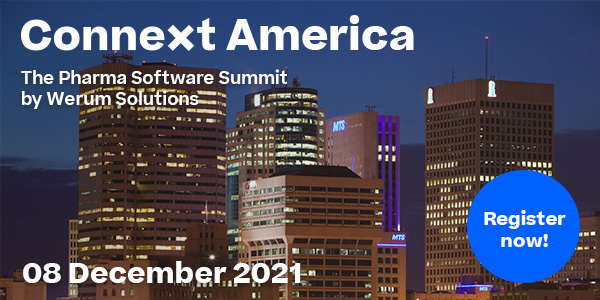 Connext America
The Pharma Software Summit
by Werum Solutions
MTS
MTS
Register
now!
08 December 2021